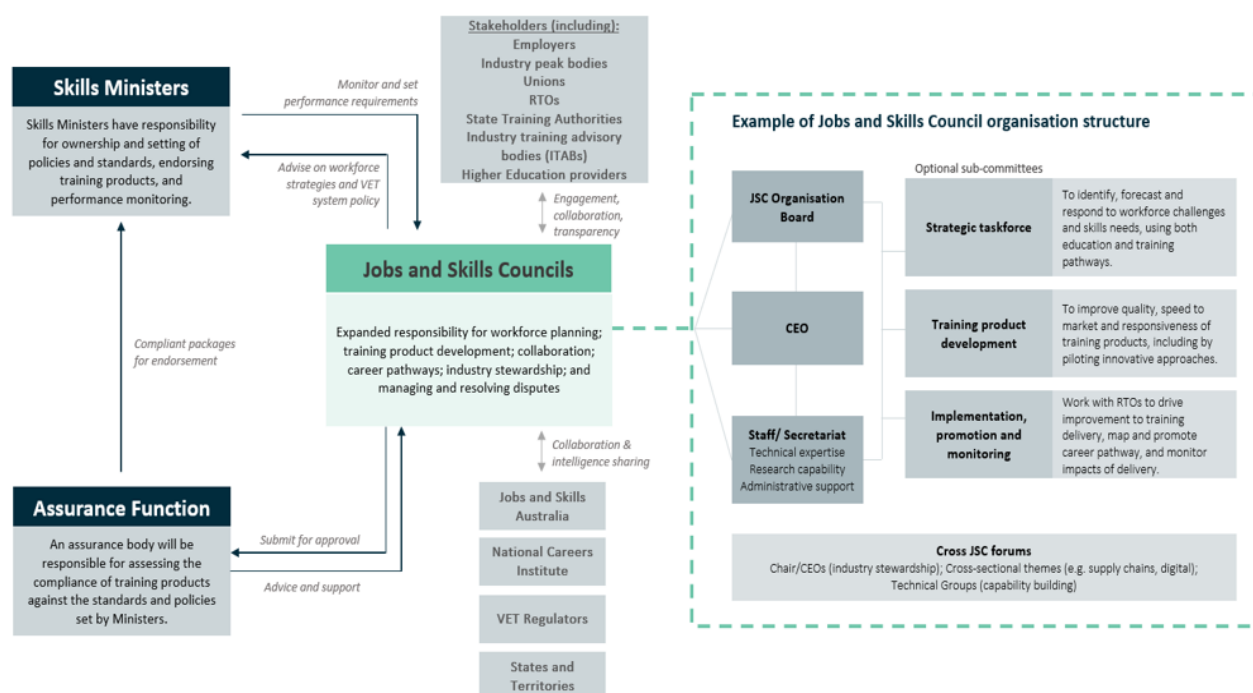 Stakeholders (including):
Employers
Industry peak bodies
Unions
RTOs
State Training Authorities
Industry training advisory
bodies (ITABs)
Higher Education providers
Skills Ministers
Skills Ministers have responsibility
for ownership and setting of
policies and standards, endorsing
training products, and
performance monitoring.
Monitor and set
performance requirements
Advise on workforce
strategies and VET
system policy
Engagement,
collaboration,
transparency
Jobs and Skills Councils
Expanded responsibility for workforce planning;
training product development; collaboration;
career pathways; industry stewardship; and
managing and resolving disputes
Compliant packages
for endorsement
Collaboration &
intelligence sharing
Assurance Function
An assurance body will be
responsible for assessing the
compliance of training products
against the standards and policies
set by Ministers.
Submit for approval
Advice and support
Jobs and Skills
Australia
National Careers
Institute
VET Regulators
States and
Territories
Example of Jobs and Skills Council organisation structure
Optional sub-committees
JSC Organisation
Board
CEO
Staff/ Secretariat
Technical expertise
Research capability
Administrative support
Strategic taskforce
To identify, forecast and
respond to workforce challenges
and skills needs, using both
education and training
pathways.
Training product
development
To improve quality, speed to
market and responsiveness of
training products, including by
piloting innovative approaches.
Implementation,
promotion and
monitoring
Work with RTOs to drive
improvement to training
delivery, map and promote
career pathway, and monitor
impacts of delivery.
Cross JSC forums
Chair/CEOs (industry stewardship); Cross-sectional themes (e.g. supply chains, digital);
Technical Groups (capability building)